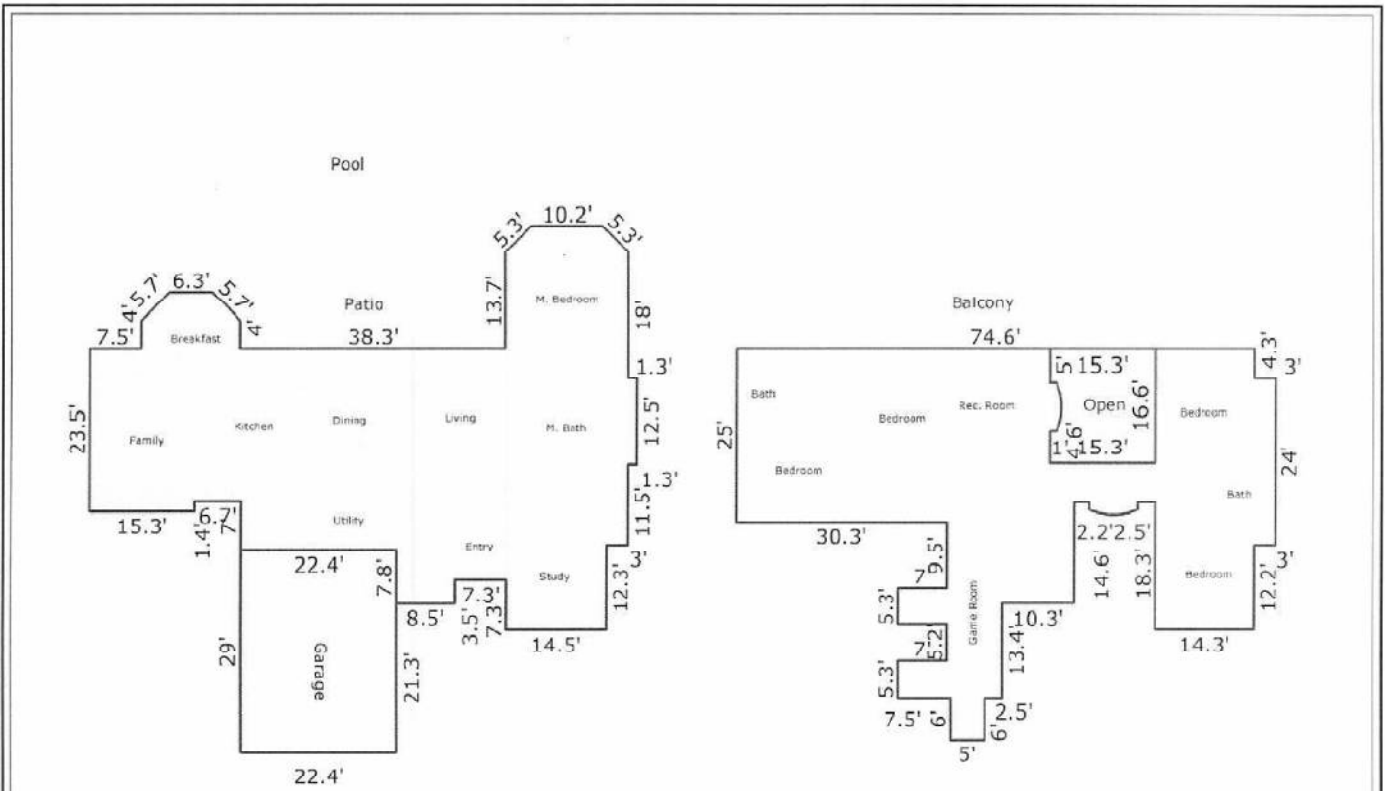 Pool
10.2'
5.3'
5.3'
6.3'
5.7'
5.7'
4'
4'
13.7'
M. Bedroom
18'
Patio
Balcony
7.5'
Breakfast
38.3'
74.6'
1.3'
5'
15.3'
4.3'
3'
23.5'
Family
Kitchen
Dining
Living
M. Bath
12.5'
25'
Bath
Bedroom
Rec. Room
Open
16.6'
Bedroom
24'
1.3'
Bedroom
1'
4.6'
15.3'
Bath
15.3'
6.7'
1.4'
7'
Utility
11.5'
30.3'
2.2'
2.5'
22.4'
7.8'
Entry
3'
9.5'
14.6'
18.3'
3'
Study
12.3'
7'
Bedroom
12.2'
8.5'
7.3'
3.5'
7.3'
14.5'
5.3'
Game Room
10.3'
13.4'
14.3'
29'
Garage
21.3'
7'
5.2'
5.3'
7.5'
6'
2.5'
6'
5'
22.4'